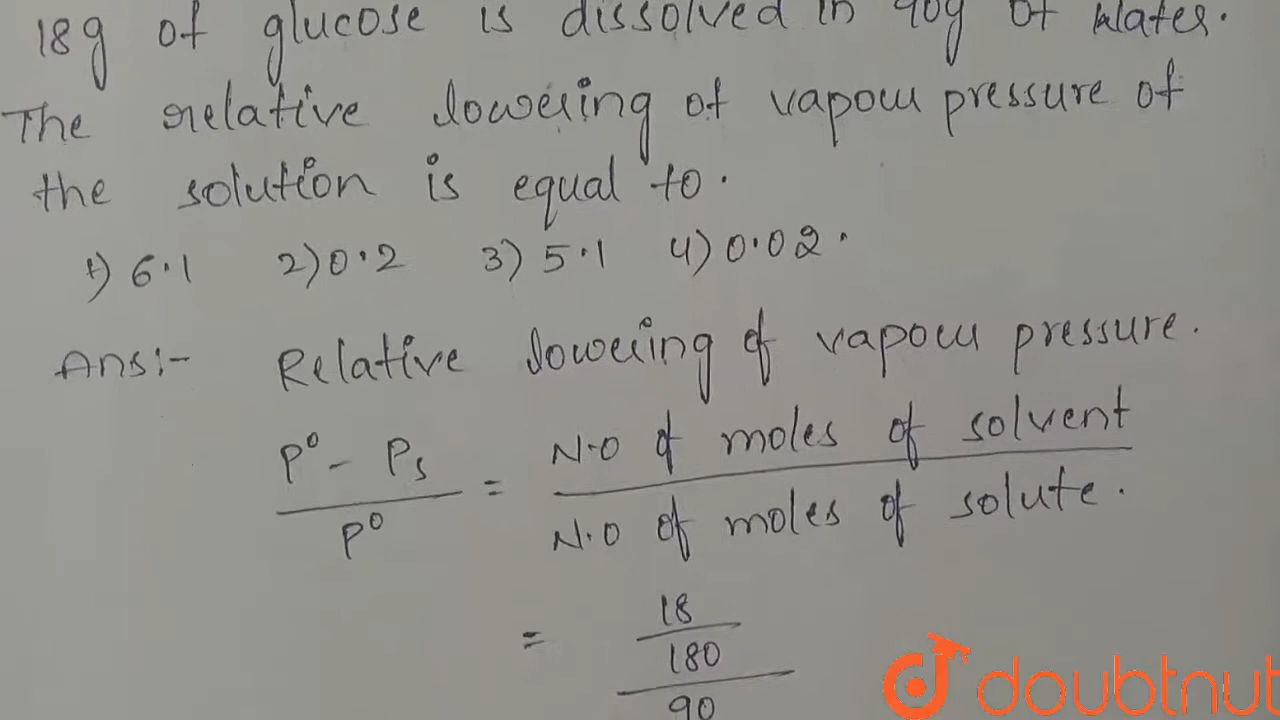 18g of glucose is dissolved in 90g of water.
The relative lowering of vapour pressure of
the solution is equal to.
1) 6.1 2) 0.2 3) 5.1 4) 0.02.
Ans:- Relative lowering of vapour pressure.
P⁰ - Ps / P⁰ = N.O of moles of solvent / N.O of moles of solute.
= 18 / 180 / 90
doubtnut